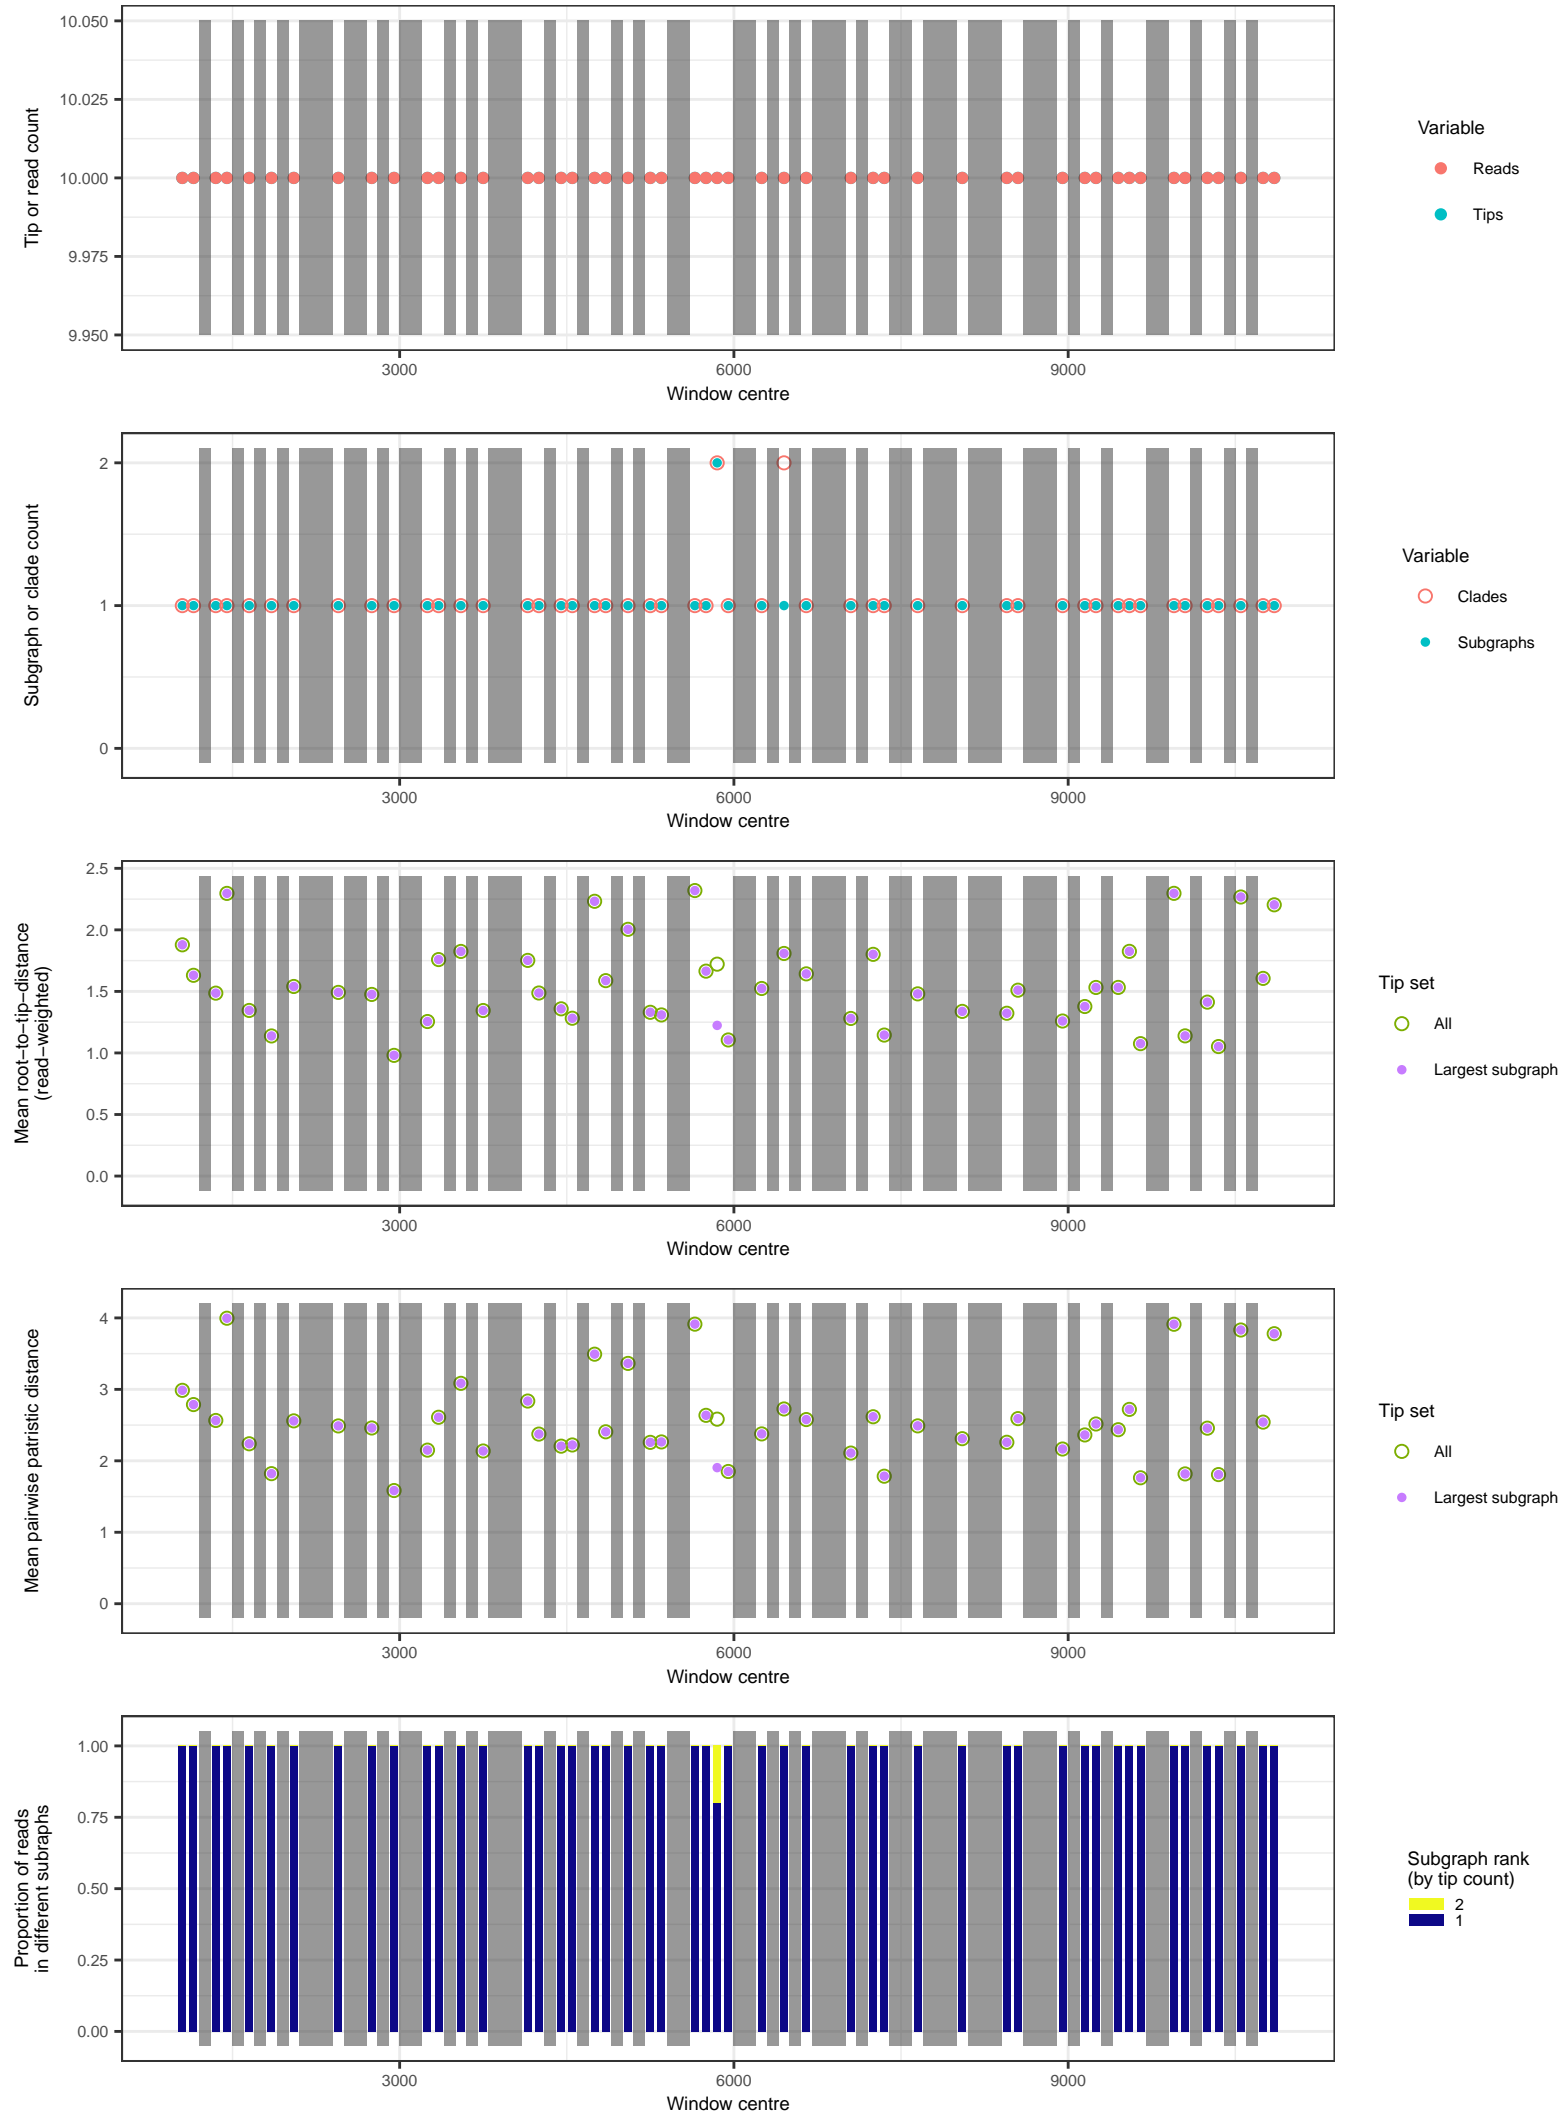 10.050
10.025
10.000
9.975
9.950
Tip or read count
3000
6000
9000
Window centre
Variable
Reads
Tips
2
1
0
Subgraph or clade count
3000
6000
9000
Window centre
Variable
Clades
Subgraphs
2.5
2.0
1.5
1.0
0.5
0.0
Mean root−to−tip−distance
(read−weighted)
3000
6000
9000
Window centre
Tip set
All
Largest subgraph
4
3
2
1
0
Mean pairwise patristic distance
3000
6000
9000
Window centre
Tip set
All
Largest subgraph
1.00
0.75
0.50
0.25
0.00
Proportion of reads
in different subraphs
3000
6000
9000
Window centre
Subgraph rank
(by tip count)
2
1